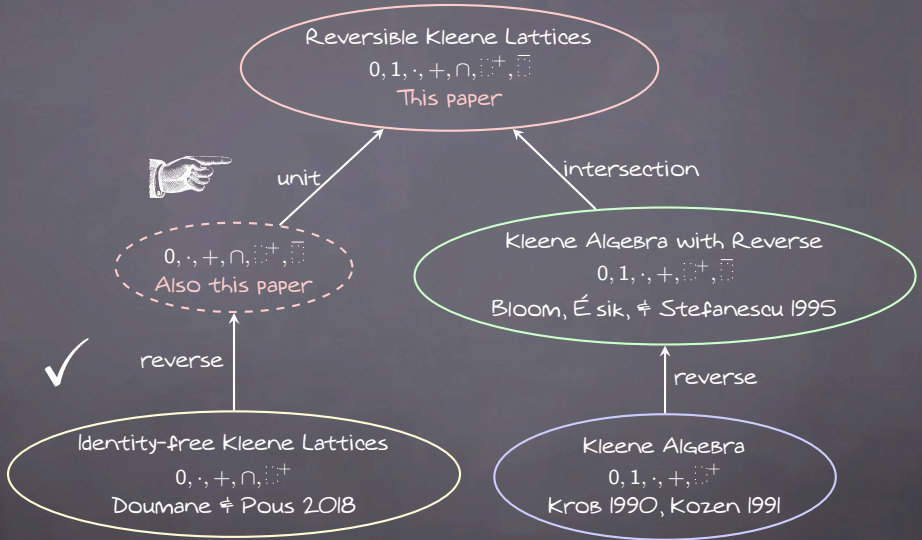 Reversible Kleene Lattices
0, 1, ·, +, ∩, ⬚⁺, ⬚̅
This paper
unit
intersection
0, ·, +, ∩, ⬚⁺, ⬚̅
Also this paper
Kleene Algebra with Reverse
0, 1, ·, +, ⬚⁺, ⬚̅
Bloom, É sik, & Stefanescu 1995
reverse
reverse
Identity-free Kleene Lattices
0, ·, +, ∩, ⬚⁺
Doumane & Pous 2018
Kleene Algebra
0, 1, ·, +, ⬚⁺
Krob 1990, Kozen 1991